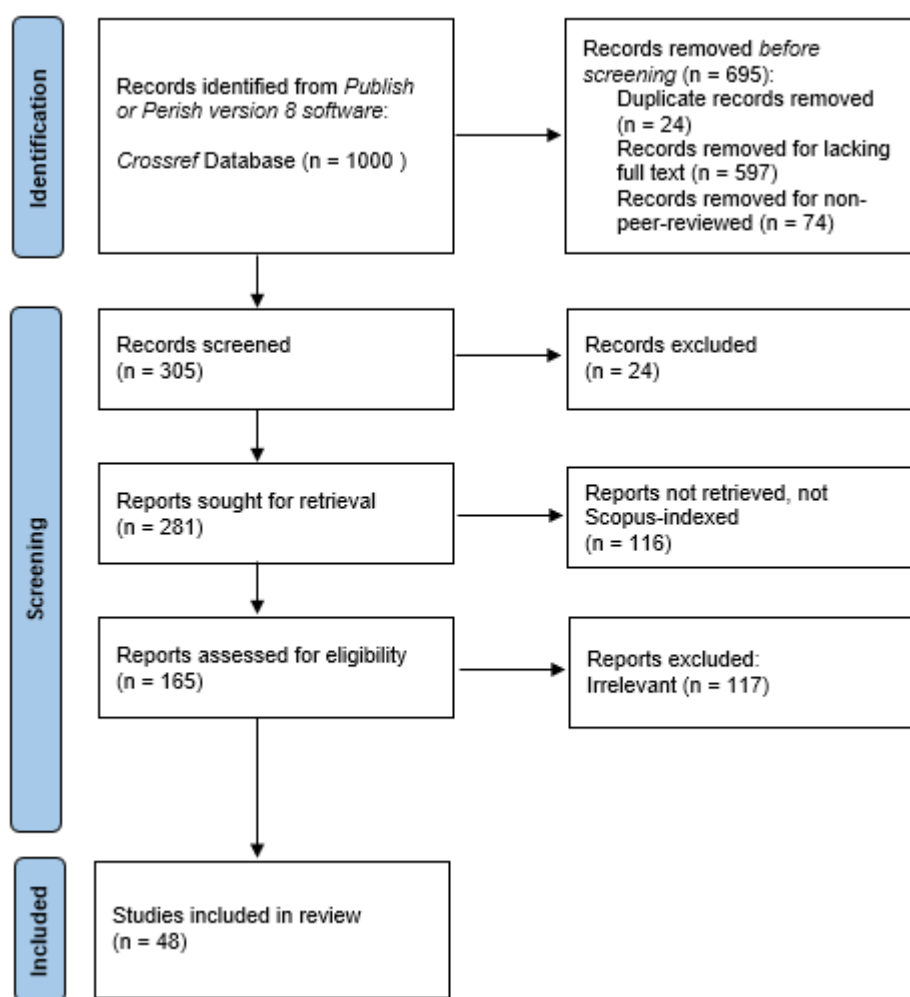 Identification
Records identified from Publish
or Perish version 8 software:
Crossref Database (n = 1000 )
Records removed before
screening (n = 695):
Duplicate records removed
(n = 24)
Records removed for lacking
full text (n = 597)
Records removed for non-
peer-reviewed (n = 74)
Screening
Records screened
(n = 305)
Records excluded
(n = 24)
Reports sought for retrieval
(n = 281)
Reports not retrieved, not
Scopus-indexed
(n = 116)
Reports assessed for eligibility
(n = 165)
Reports excluded:
Irrelevant (n = 117)
Included
Studies included in review
(n = 48)